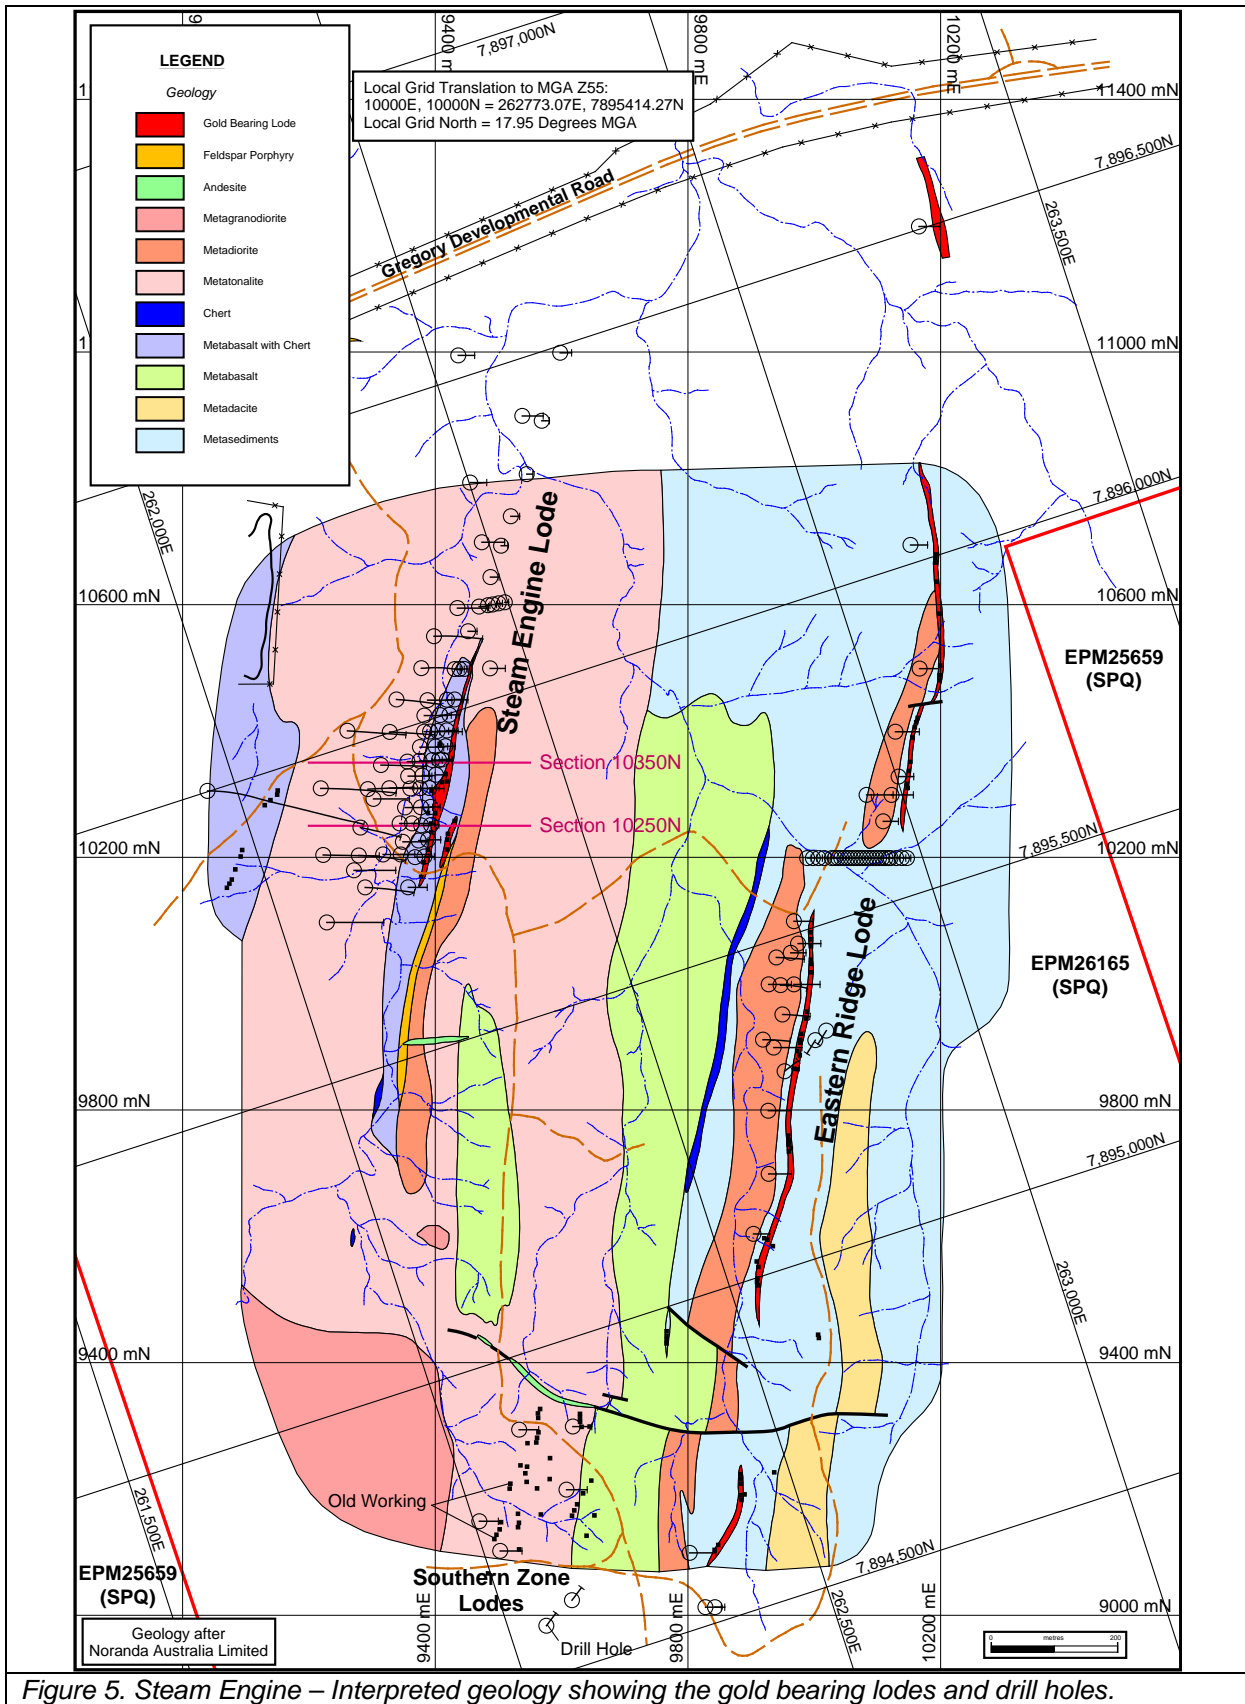 LEGEND
Geology
Gold Bearing Lode
Feldspar Porphyry
Andesite
Metagranodiorite
Metadiorite
Metatonalite
Chert
Metabasalt with Chert
Metabasalt
Metadacite
Metasediments
Local Grid Translation to MGA Z55:
10000E, 10000N = 262773.07E, 7895414.27N
Local Grid North = 17.95 Degrees MGA
9
9400 m
7,897,000N
9800 mE
10200 mE
1
11400 mN
7,896,500N
Gregory Developmental Road
263,500E
1
11000 mN
7,896,000N
262,000E
Steam Engine Lode
10600 mN
10600 mN
EPM25659
(SPQ)
Section 10350N
Section 10250N
7,895,500N
10200 mN
10200 mN
Eastern Ridge Lode
EPM26165
(SPQ)
9800 mN
9800 mN
7,895,000N
263,000E
9400 mN
9400 mN
Old Working
261,500E
7,894,500N
EPM25659
(SPQ)
Southern Zone
Lodes
9400 mE
9800 mE
262,500E
10200 mE
9000 mN
Geology after
Noranda Australia Limited
Drill Hole
0 metres 200
Figure 5. Steam Engine – Interpreted geology showing the gold bearing lodes and drill holes.